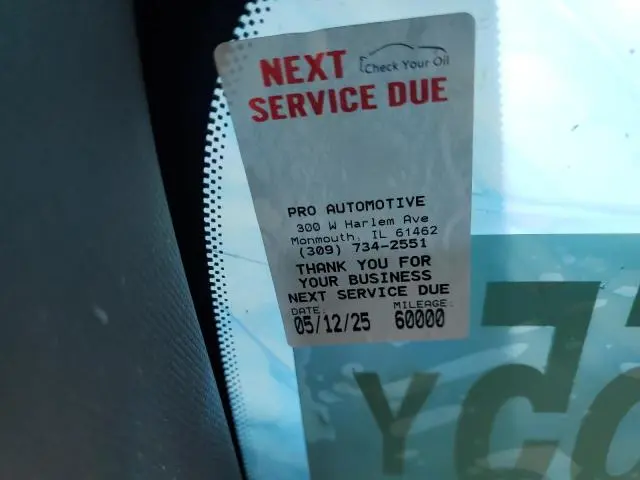 NEXT
Check Your Oil
SERVICE DUE
PRO AUTOMOTIVE
300 W Harlem Ave
Monmouth, IL 61462
(309) 734-2551
THANK YOU FOR
YOUR BUSINESS
NEXT SERVICE DUE
DATE: MILEAGE:
05/12/25 60000